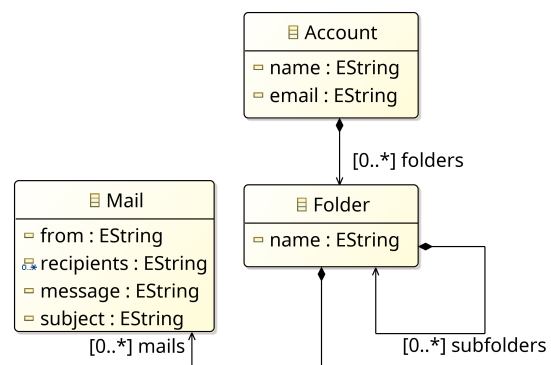 Account
name : EString
email : EString
[0..*] folders
Mail
from : EString
0..* recipients : EString
message : EString
subject : EString
Folder
name : EString
[0..*] mails
[0..*] subfolders